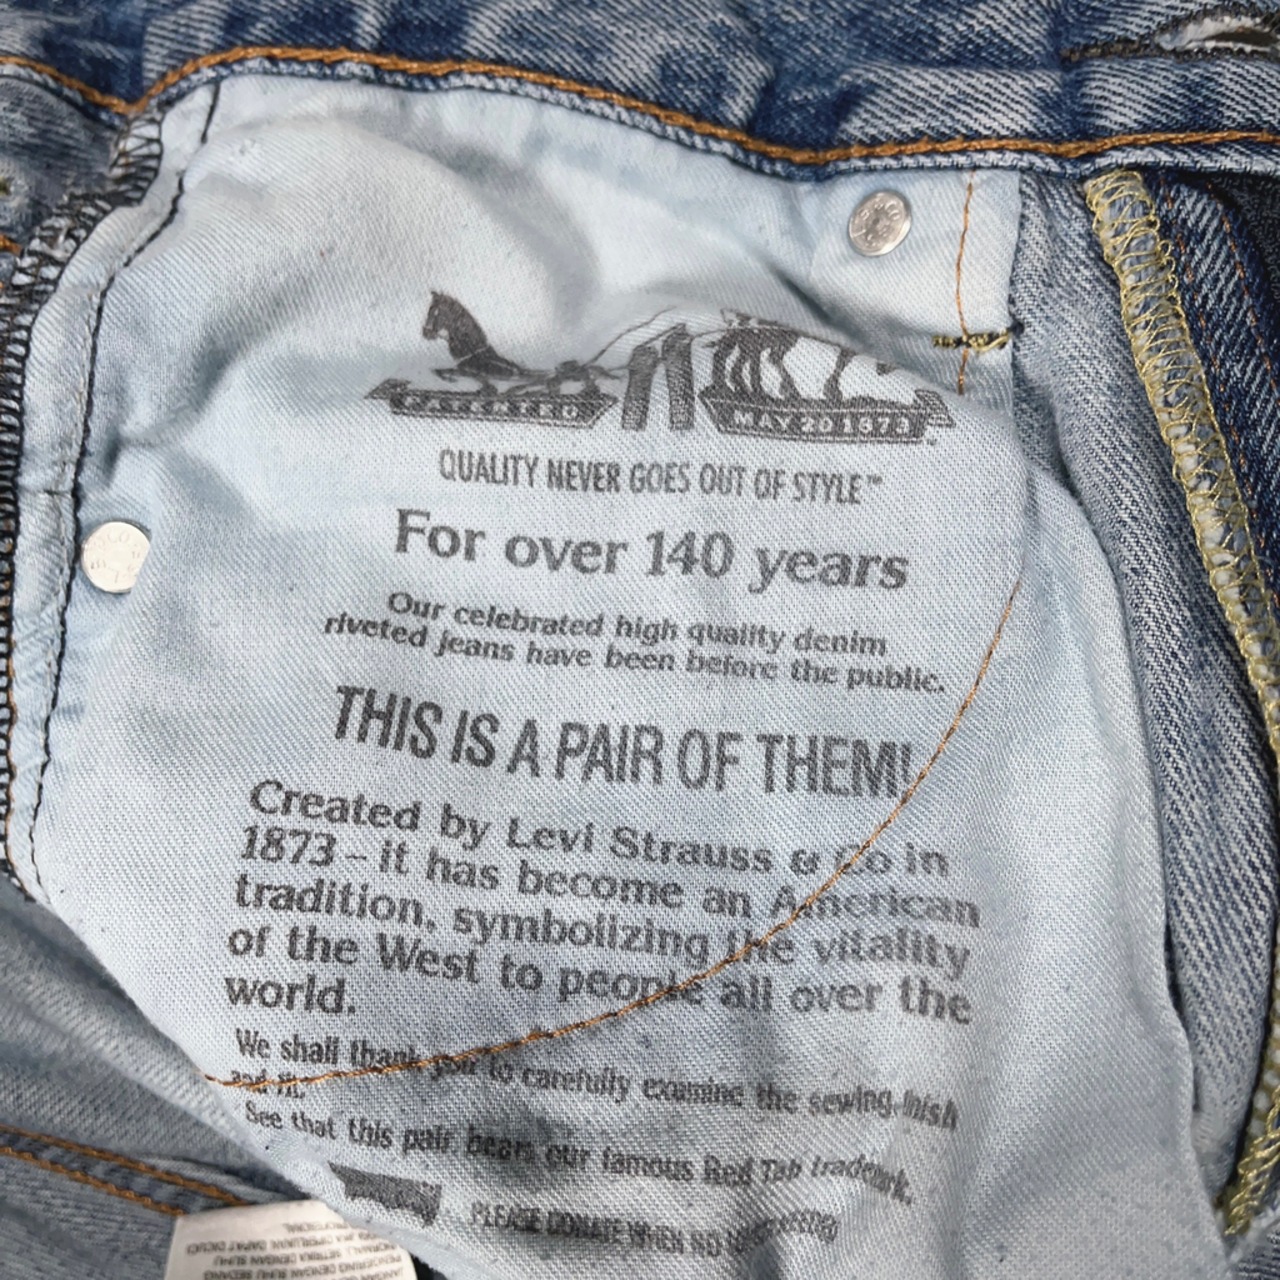 PATENTED
MAY 20 1873
QUALITY NEVER GOES OUT OF STYLE™
For over 140 years
Our celebrated high quality denim
riveted jeans have been before the public.
THIS IS A PAIR OF THEM!
Created by Levi Strauss & Co in
1873 – it has become an American
tradition, symbolizing the vitality
of the West to people all over the
world.
We shall thank you to carefully examine the sewing, finish
and fit.
See that this pair bears our famous Red Tab trademark.
PLEASE DONATE WHEN NO